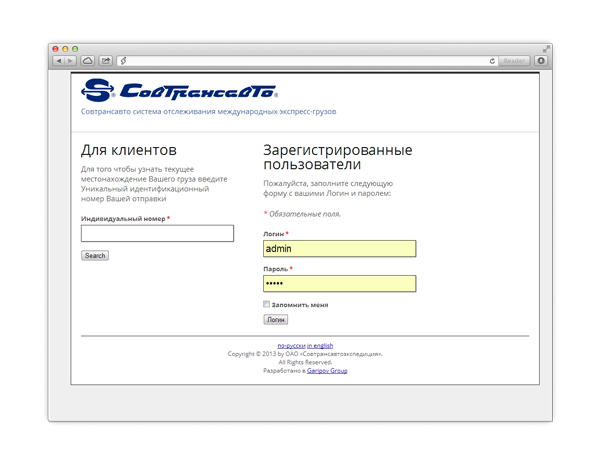 Reader
S® СовТрансавТо®
Совтрансавто система отслеживания международных экспресс-грузов
Для клиентов
Для того чтобы узнать текущее
местонахождение Вашего груза введите
Уникальный идентификационный
номер Вашей отправки
Индивидуальный номер *
Search
Зарегистрированные
пользователи
Пожалуйста, заполните следующую
форму с вашими Логин и паролем:
* Обязательные поля.
Логин *
admin
Пароль *
•••••
Запомнить меня
Логин
по-русски in english
Copyright © 2013 by ОАО «Совтрансавтоэкспедиция».
All Rights Reserved.
Разработано в Garipov Group